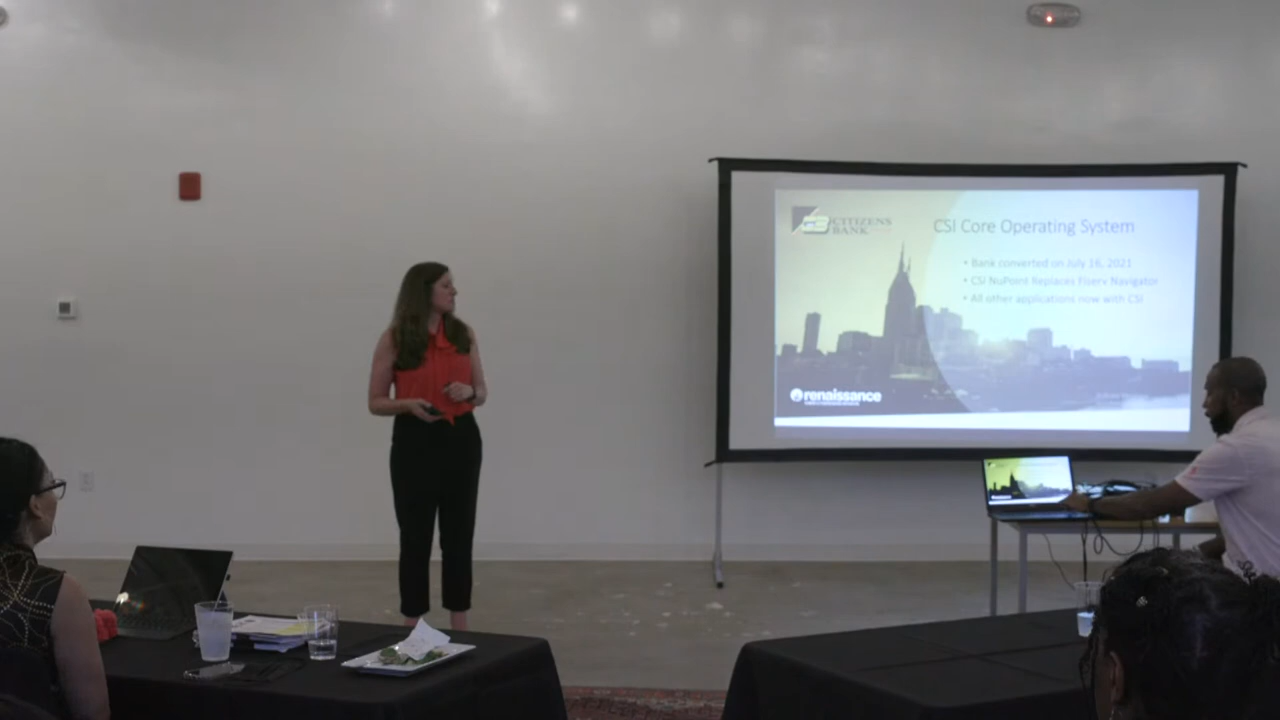 CITIZENS
BANK
CSI Core Operating System
• Bank converted on July 16, 2021
• CSI NuPoint Replaces Fiserv Navigator
• All other applications now with CSI
renaissance